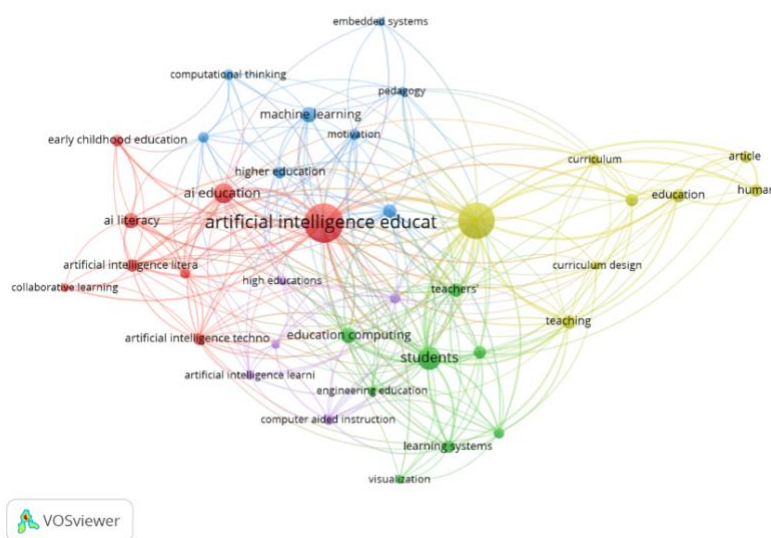 embedded systems
computational thinking
pedagogy
machine learning
motivation
early childhood education
curriculum
article
higher education
human
ai education
education
ai literacy
artificial intelligence educat
artificial intelligence litera
curriculum design
collaborative learning
high educations
teachers'
teaching
artificial intelligence techno
education computing
students
artificial intelligence learni
engineering education
computer aided instruction
learning systems
visualization
VOSviewer